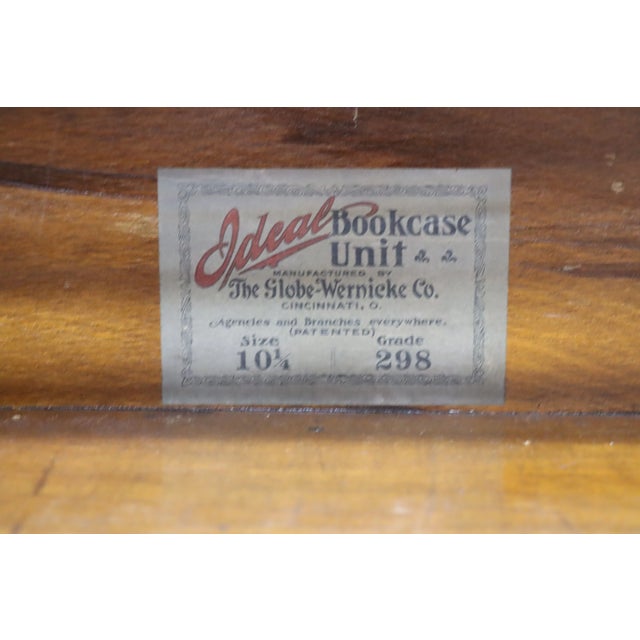 Ideal Bookcase
Unit
MANUFACTURED BY
The Globe-Wernicke Co.
CINCINNATI, O.
Agencies and Branches everywhere.
(PATENTED)
Size Grade
10¼ 298